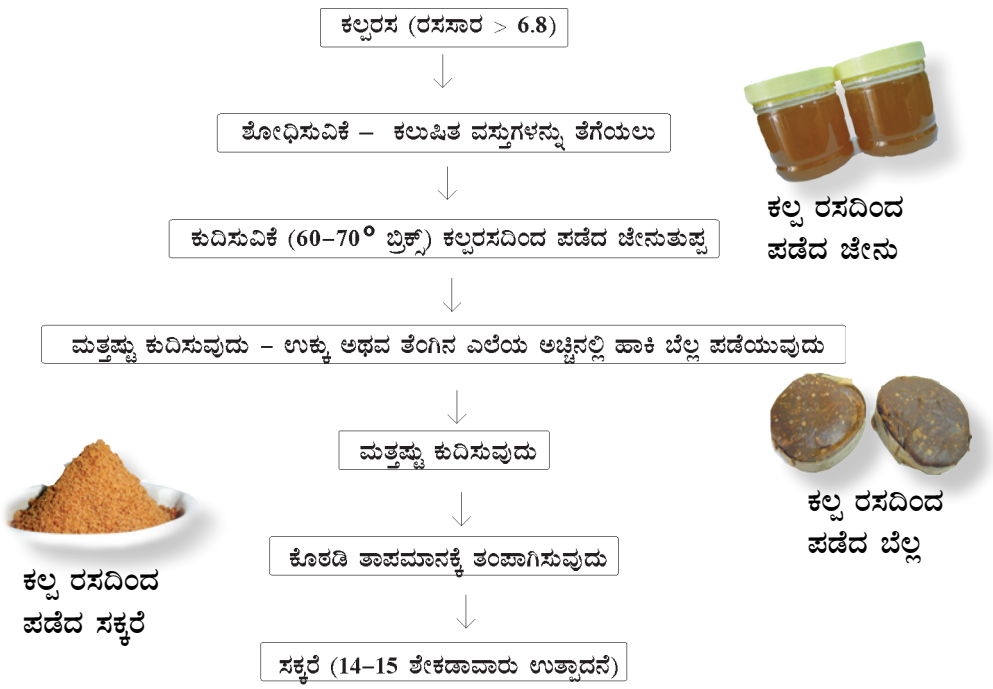 ಕಲ್ಪರಸ (ರಸಸಾರ > 6.8)
ಶೋಧಿಸುವಿಕೆ – ಕಲುಷಿತ ವಸ್ತುಗಳನ್ನು ತೆಗೆಯಲು
ಕಲ್ಪ ರಸದಿಂದ
ಪಡೆದ ಜೇನು
ಕುದಿಸುವಿಕೆ (60–70° ಬ್ರಿಕ್ಸ್) ಕಲ್ಪರಸದಿಂದ ಪಡೆದ ಜೇನುತುಪ್ಪ
ಮತ್ತಷ್ಟು ಕುದಿಸುವುದು – ಉಕ್ಕು ಅಥವ ತೆಂಗಿನ ಎಲೆಯ ಅಚ್ಚಿನಲ್ಲಿ ಹಾಕಿ ಬೆಲ್ಲ ಪಡೆಯುವುದು
ಮತ್ತಷ್ಟು ಕುದಿಸುವುದು
ಕಲ್ಪ ರಸದಿಂದ
ಪಡೆದ ಬೆಲ್ಲ
ಕೊಠಡಿ ತಾಪಮಾನಕ್ಕೆ ತಂಪಾಗಿಸುವುದು
ಕಲ್ಪ ರಸದಿಂದ
ಪಡೆದ ಸಕ್ಕರೆ
ಸಕ್ಕರೆ (14–15 ಶೇಕಡಾವಾರು ಉತ್ಪಾದನೆ)